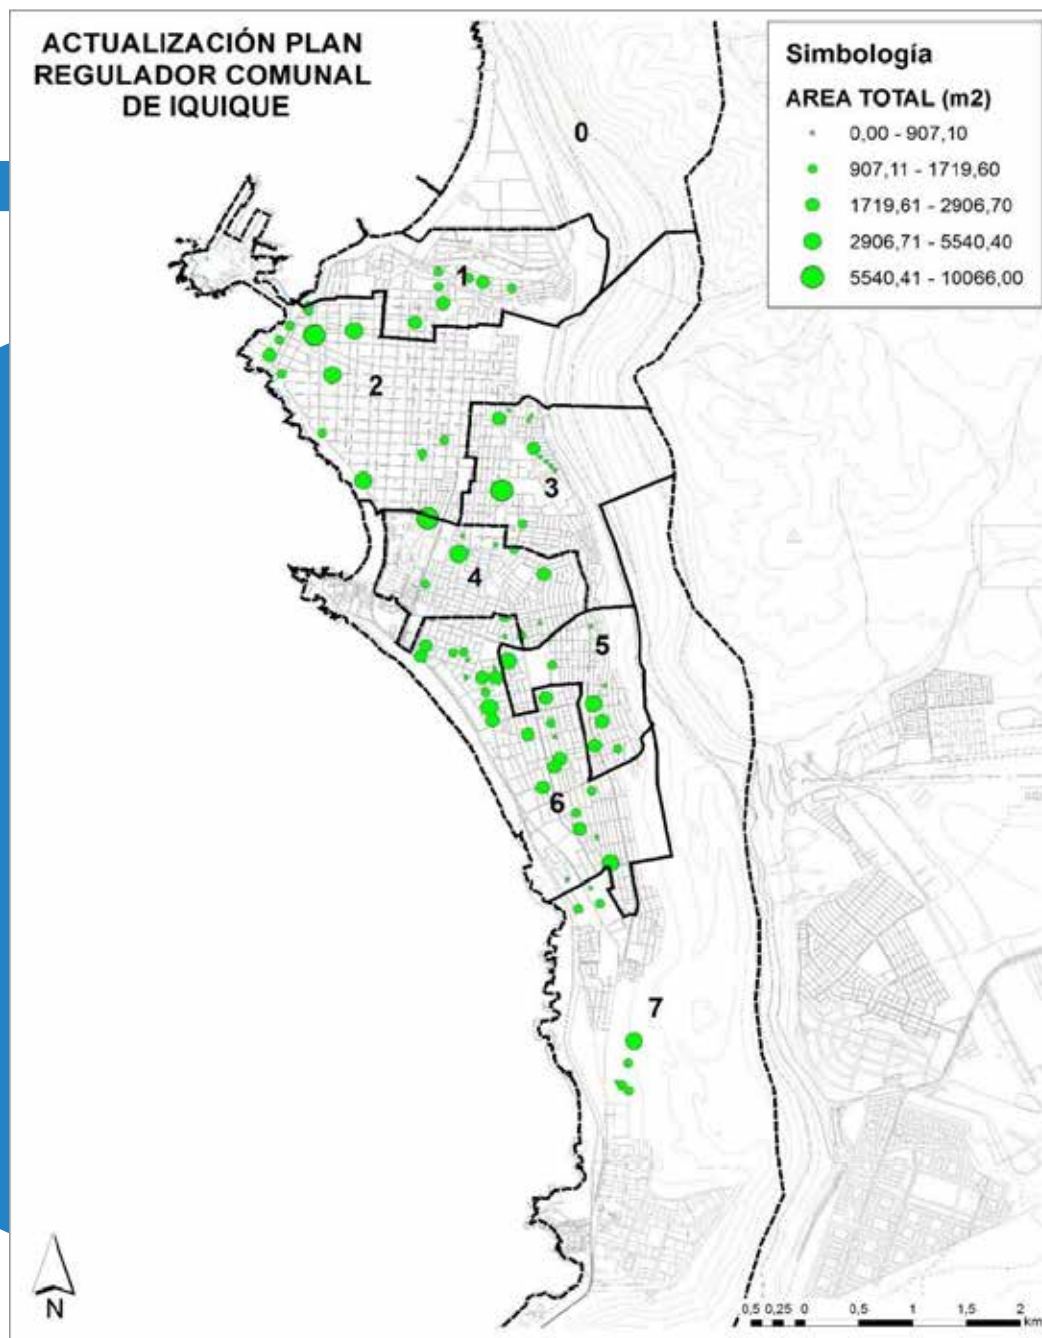 ACTUALIZACIÓN PLAN
REGULADOR COMUNAL
DE IQUIQUE
Simbología
AREA TOTAL (m2)
0,00 - 907,10
907,11 - 1719,60
1719,61 - 2906,70
2906,71 - 5540,40
5540,41 - 10066,00
0
1
2
3
4
5
6
7
N
0,5 0,25 0 0,5 1 1,5 2
km